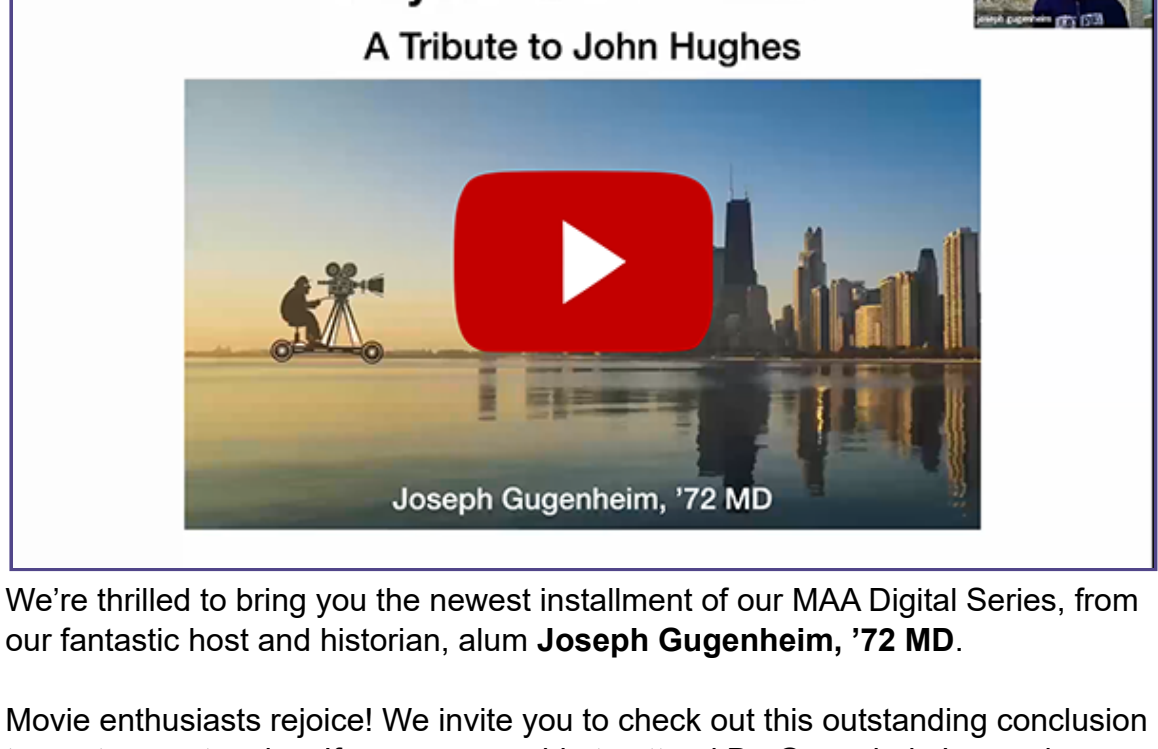 A Tribute to John Hughes
joseph gugenheim
Joseph Gugenheim, ’72 MD
We’re thrilled to bring you the newest installment of our MAA Digital Series, from
our fantastic host and historian, alum Joseph Gugenheim, ’72 MD.
Movie enthusiasts rejoice! We invite you to check out this outstanding conclusion